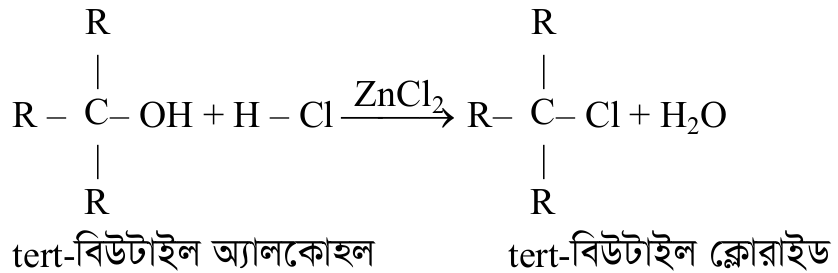 R R
| |
R – C– OH + H – Cl ZnCl₂ → R– C– Cl + H₂O
| |
R R
tert-বিউটাইল অ্যালকোহল tert-বিউটাইল ক্লোরাইড